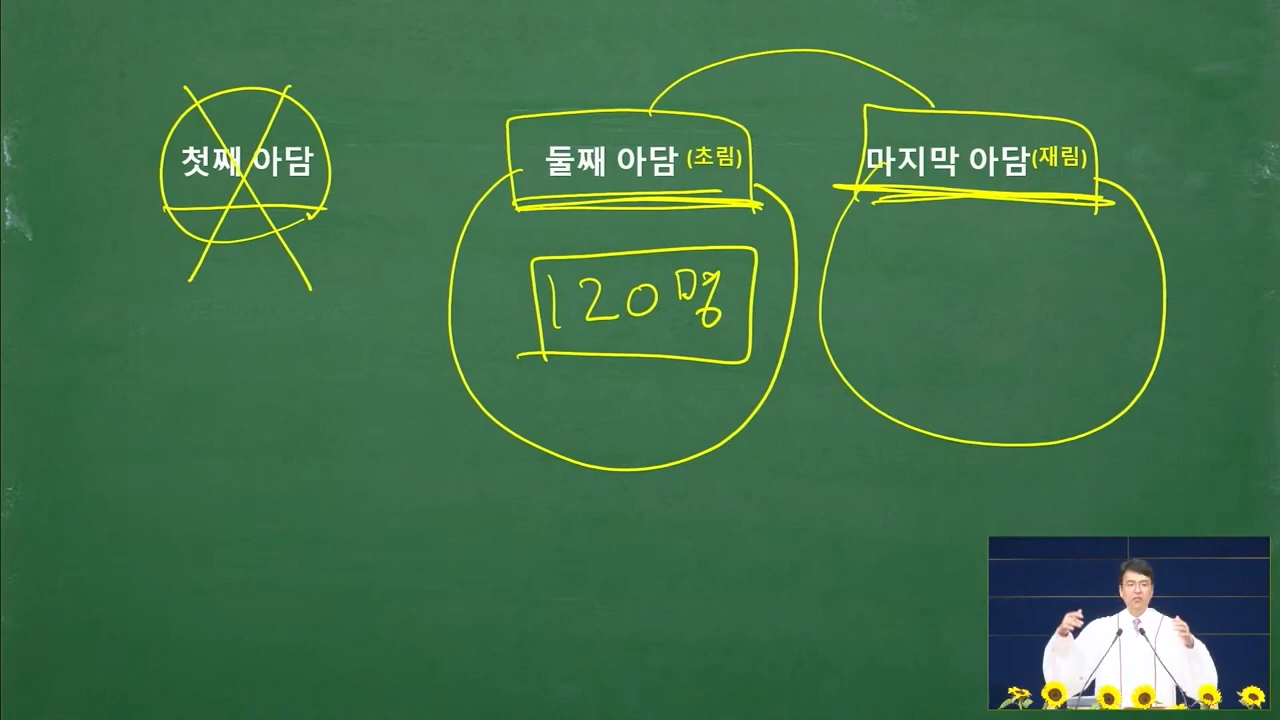 첫째 아담
둘째 아담 (초림)
마지막 아담(재림)
120명